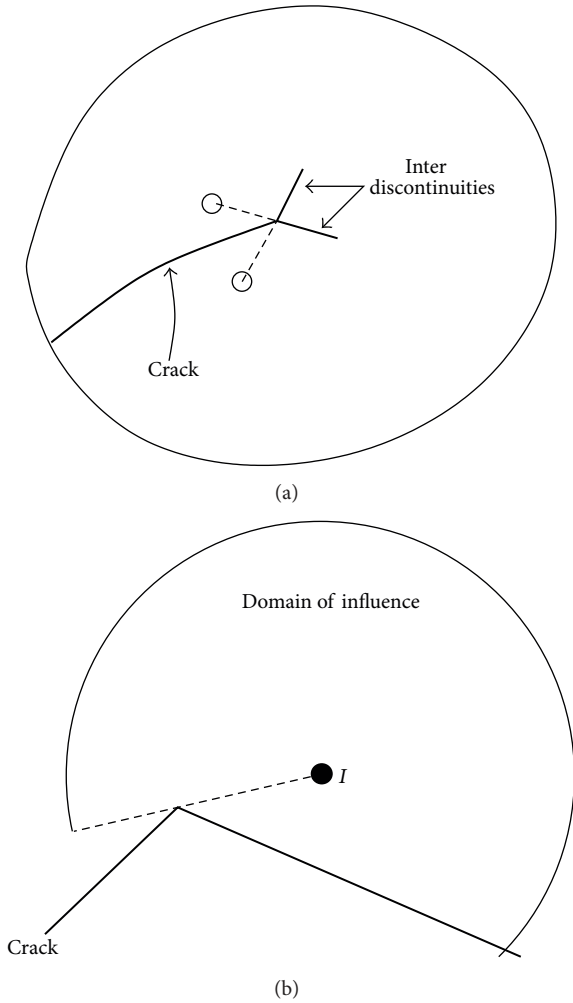 Inter
discontinuities
Crack
(a)
Domain of influence
I
Crack
(b)